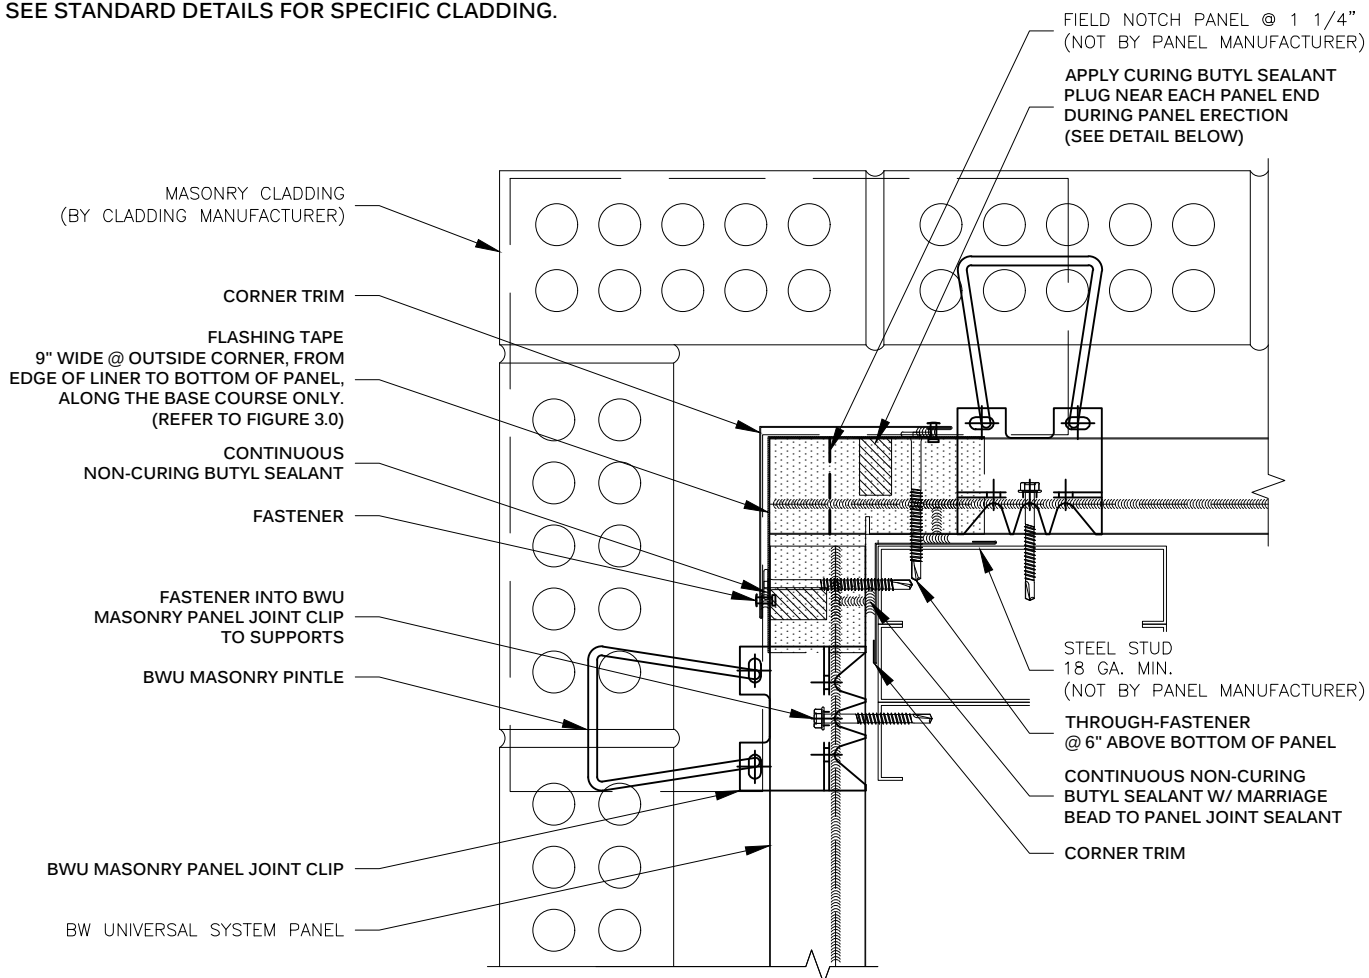 SEE STANDARD DETAILS FOR SPECIFIC CLADDING.
FIELD NOTCH PANEL @ 1 1/4”
(NOT BY PANEL MANUFACTURER)
APPLY CURING BUTYL SEALANT
PLUG NEAR EACH PANEL END
DURING PANEL ERECTION
(SEE DETAIL BELOW)
MASONRY CLADDING
(BY CLADDING MANUFACTURER)
CORNER TRIM
FLASHING TAPE
9" WIDE @ OUTSIDE CORNER, FROM
EDGE OF LINER TO BOTTOM OF PANEL,
ALONG THE BASE COURSE ONLY.
(REFER TO FIGURE 3.0)
CONTINUOUS
NON-CURING BUTYL SEALANT
FASTENER
FASTENER INTO BWU
MASONRY PANEL JOINT CLIP
TO SUPPORTS
BWU MASONRY PINTLE
BWU MASONRY PANEL JOINT CLIP
BW UNIVERSAL SYSTEM PANEL
STEEL STUD
18 GA. MIN.
(NOT BY PANEL MANUFACTURER)
THROUGH-FASTENER
@ 6" ABOVE BOTTOM OF PANEL
CONTINUOUS NON-CURING
BUTYL SEALANT W/ MARRIAGE
BEAD TO PANEL JOINT SEALANT
CORNER TRIM